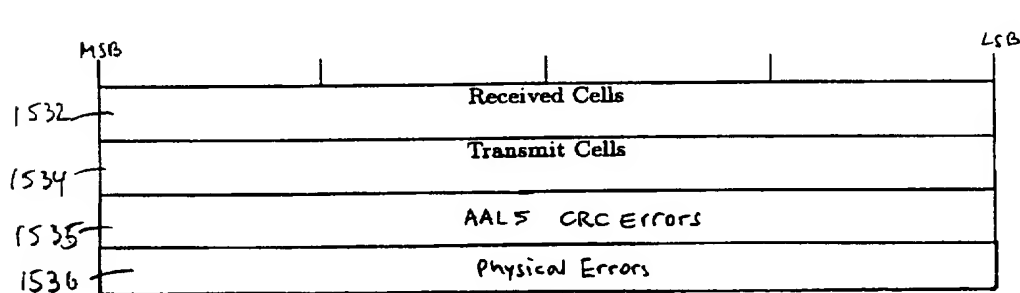 MSB LSB
1532 Received Cells
1534 Transmit Cells
1535 AAL5 CRC Errors
1536 Physical Errors